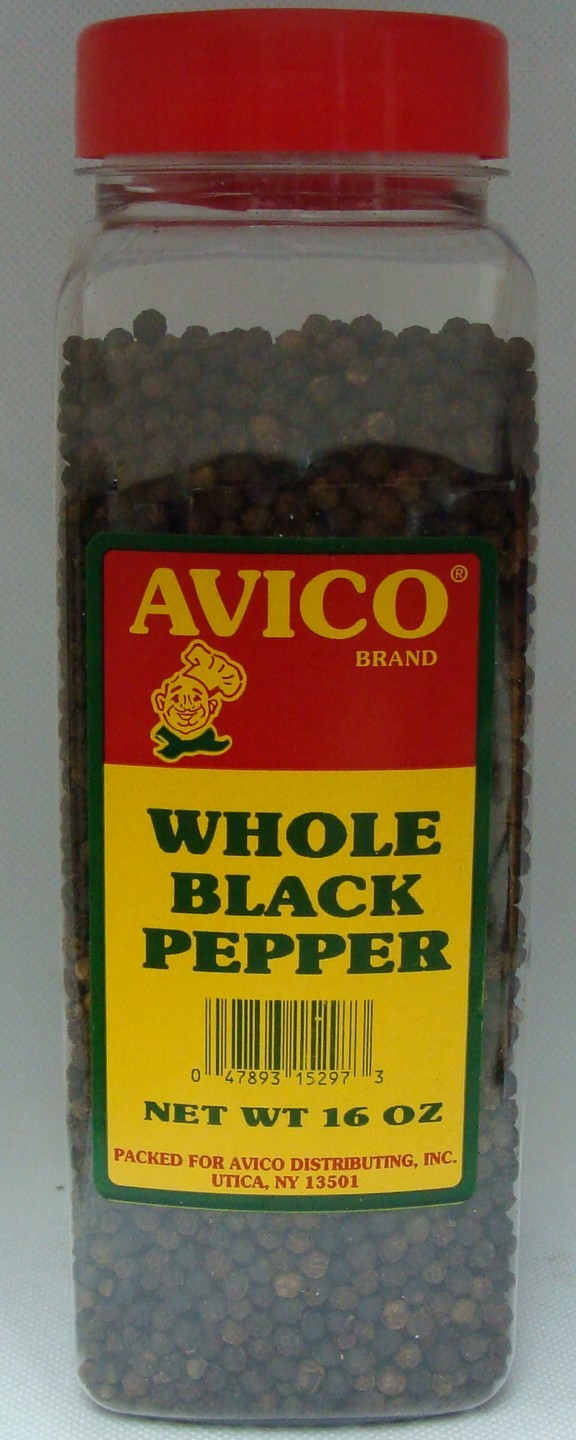 AVICO®
BRAND
WHOLE
BLACK
PEPPER
0 47893 15297 3
NET WT 16 OZ
PACKED FOR AVICO DISTRIBUTING, INC.
UTICA, NY 13501